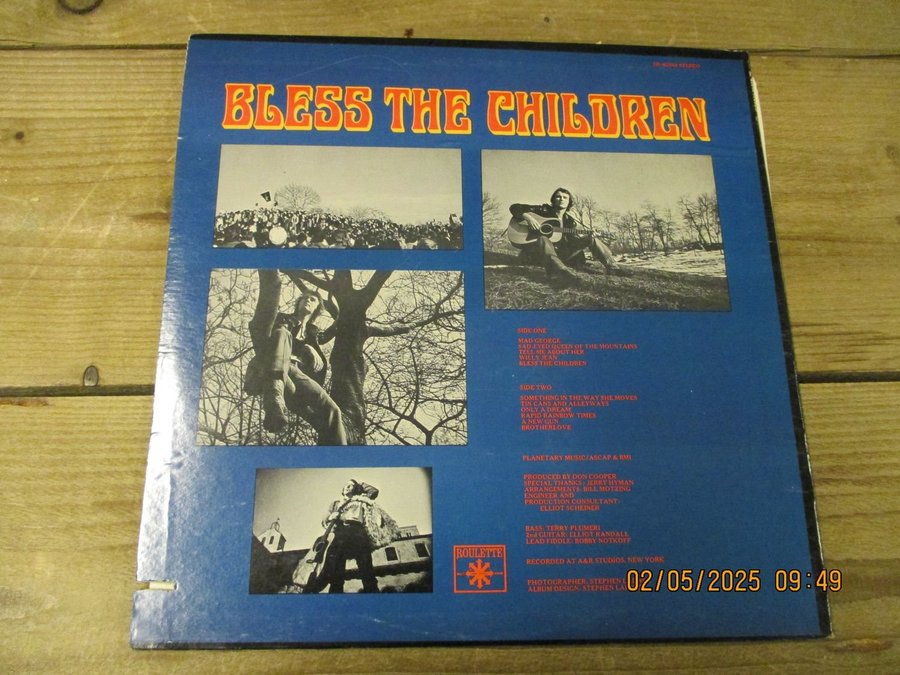 STEREO
BLESS THE CHILDREN
SIDE ONE
MAD GEORGE
SAD EYED QUEEN OF THE MOUNTAINS
TELL ME ABOUT HER
WILLY JEAN
BLESS THE CHILDREN
SIDE TWO
SOMETHING IN THE WAY SHE MOVES
TIN CANS AND ALLEYWAYS
ONLY A DREAM
RAPID RAINBOW TIMES
A NEW GUN
BROTHERLOVE
PLANETARY MUSIC/ASCAP & BMI
PRODUCED BY DON COOPER
SPECIAL THANKS: JERRY HYMAN
ARRANGEMENTS: BILL MOTZING
ENGINEER AND
PRODUCTION CONSULTANT:
ELLIOT SCHEINER
BASS: TERRY PLUMERI
2nd GUITAR: ELLIOT RANDALL
LEAD FIDDLE: BOBBY NOTKOFF
RECORDED AT A&R STUDIOS, NEW YORK
ROULETTE
PHOTOGRAPHER: STEPHEN
ALBUM DESIGN: STEPHEN
02/05/2025 09:49